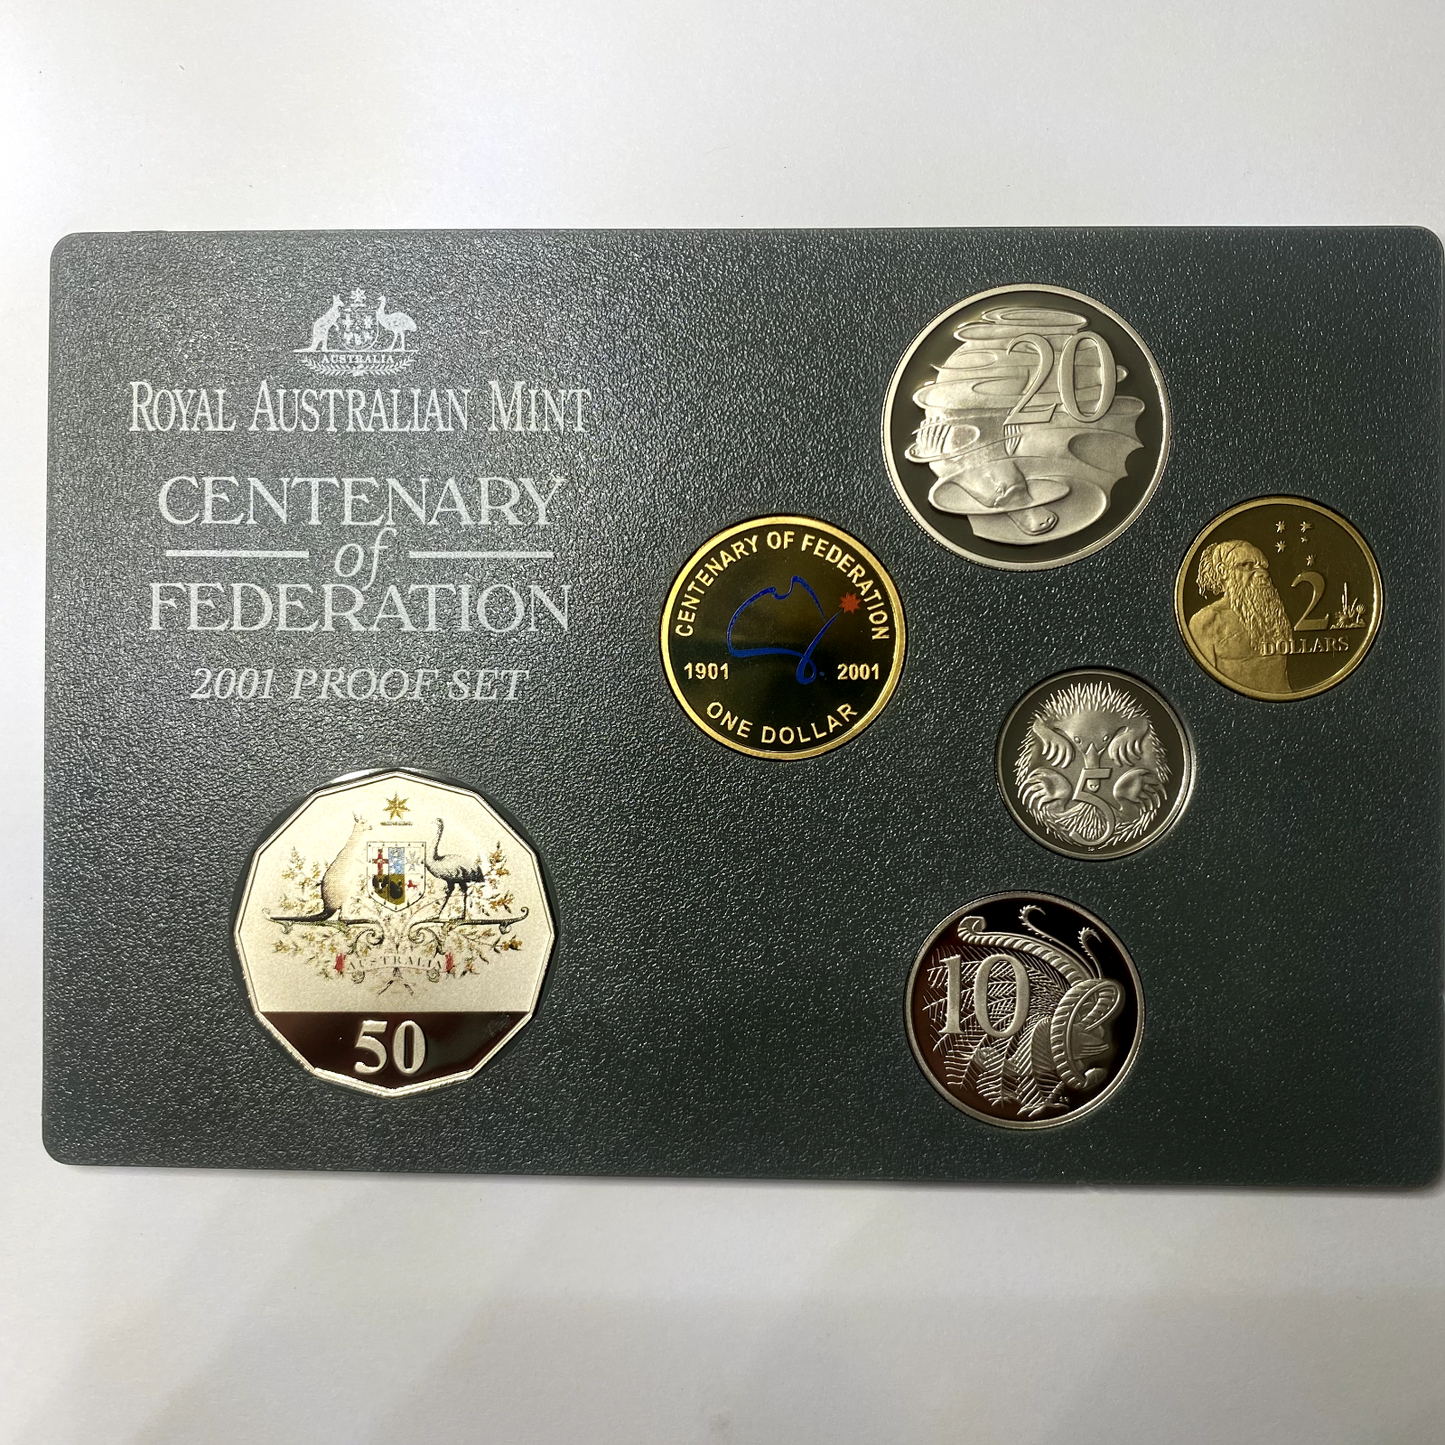 AUSTRALIA
ROYAL AUSTRALIAN MINT
CENTENARY
of
FEDERATION
2001 PROOF SET
20
CENTENARY OF FEDERATION
1901 2001
ONE DOLLAR
2
DOLLARS
5
AUSTRALIA
50
10